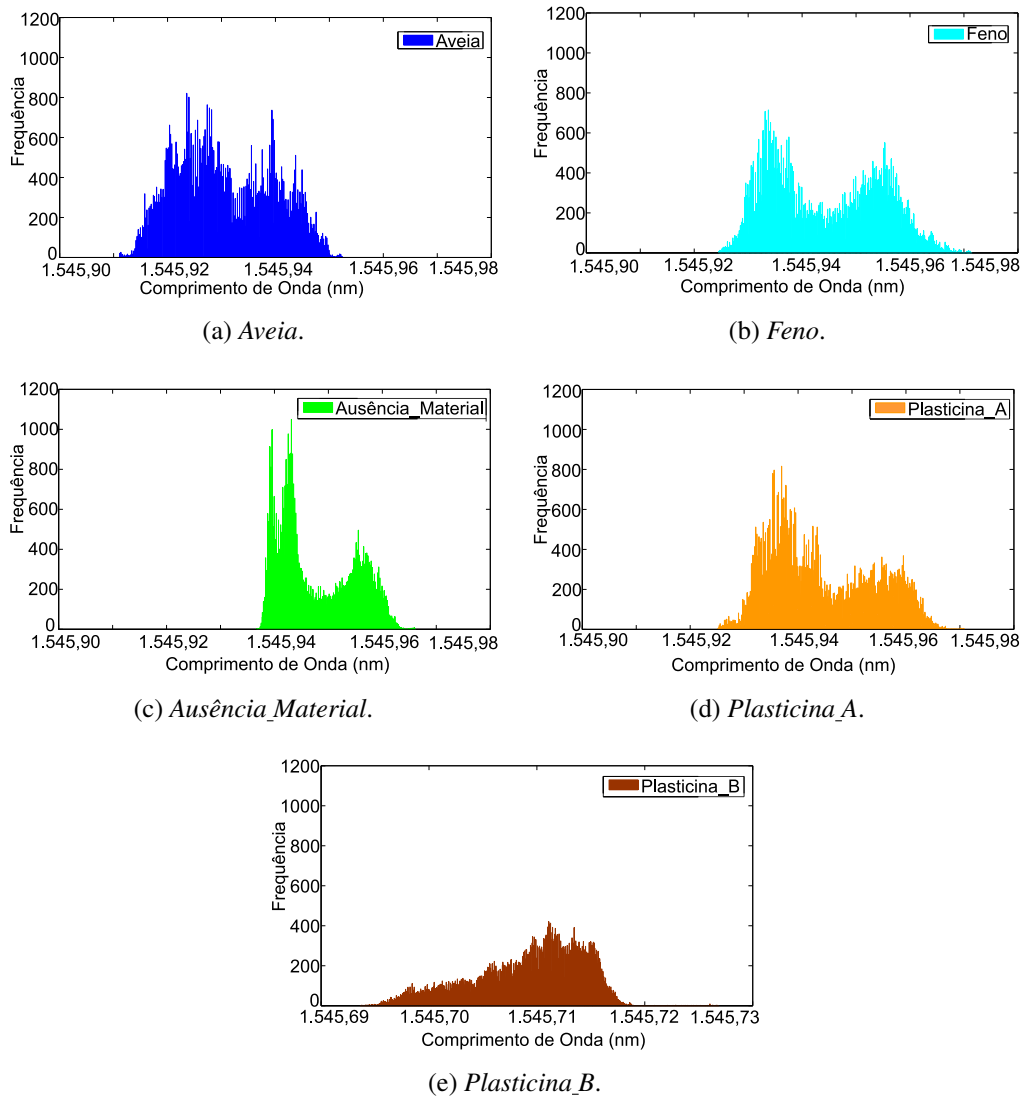 1200
1000
800
600
400
200
0
Frequência
Aveia
1.545,90 1.545,92 1.545,94 1.545,96 1.545,98
Comprimento de Onda (nm)
(a) Aveia.
1200
1000
800
600
400
200
0
Frequência
Feno
1.545,90 1.545,92 1.545,94 1.545,96 1.545,98
Comprimento de Onda (nm)
(b) Feno.
1200
1000
800
600
400
200
0
Frequência
Ausência_Material
1.545,90 1.545,92 1.545,94 1.545,96 1.545,98
Comprimento de Onda (nm)
(c) Ausência_Material.
1200
1000
800
600
400
200
0
Frequência
Plasticina_A
1.545,90 1.545,92 1.545,94 1.545,96 1.545,98
Comprimento de Onda (nm)
(d) Plasticina_A.
1200
1000
800
600
400
200
0
Frequência
Plasticina_B
1.545,69 1.545,70 1.545,71 1.545,72 1.545,73
Comprimento de Onda (nm)
(e) Plasticina_B.